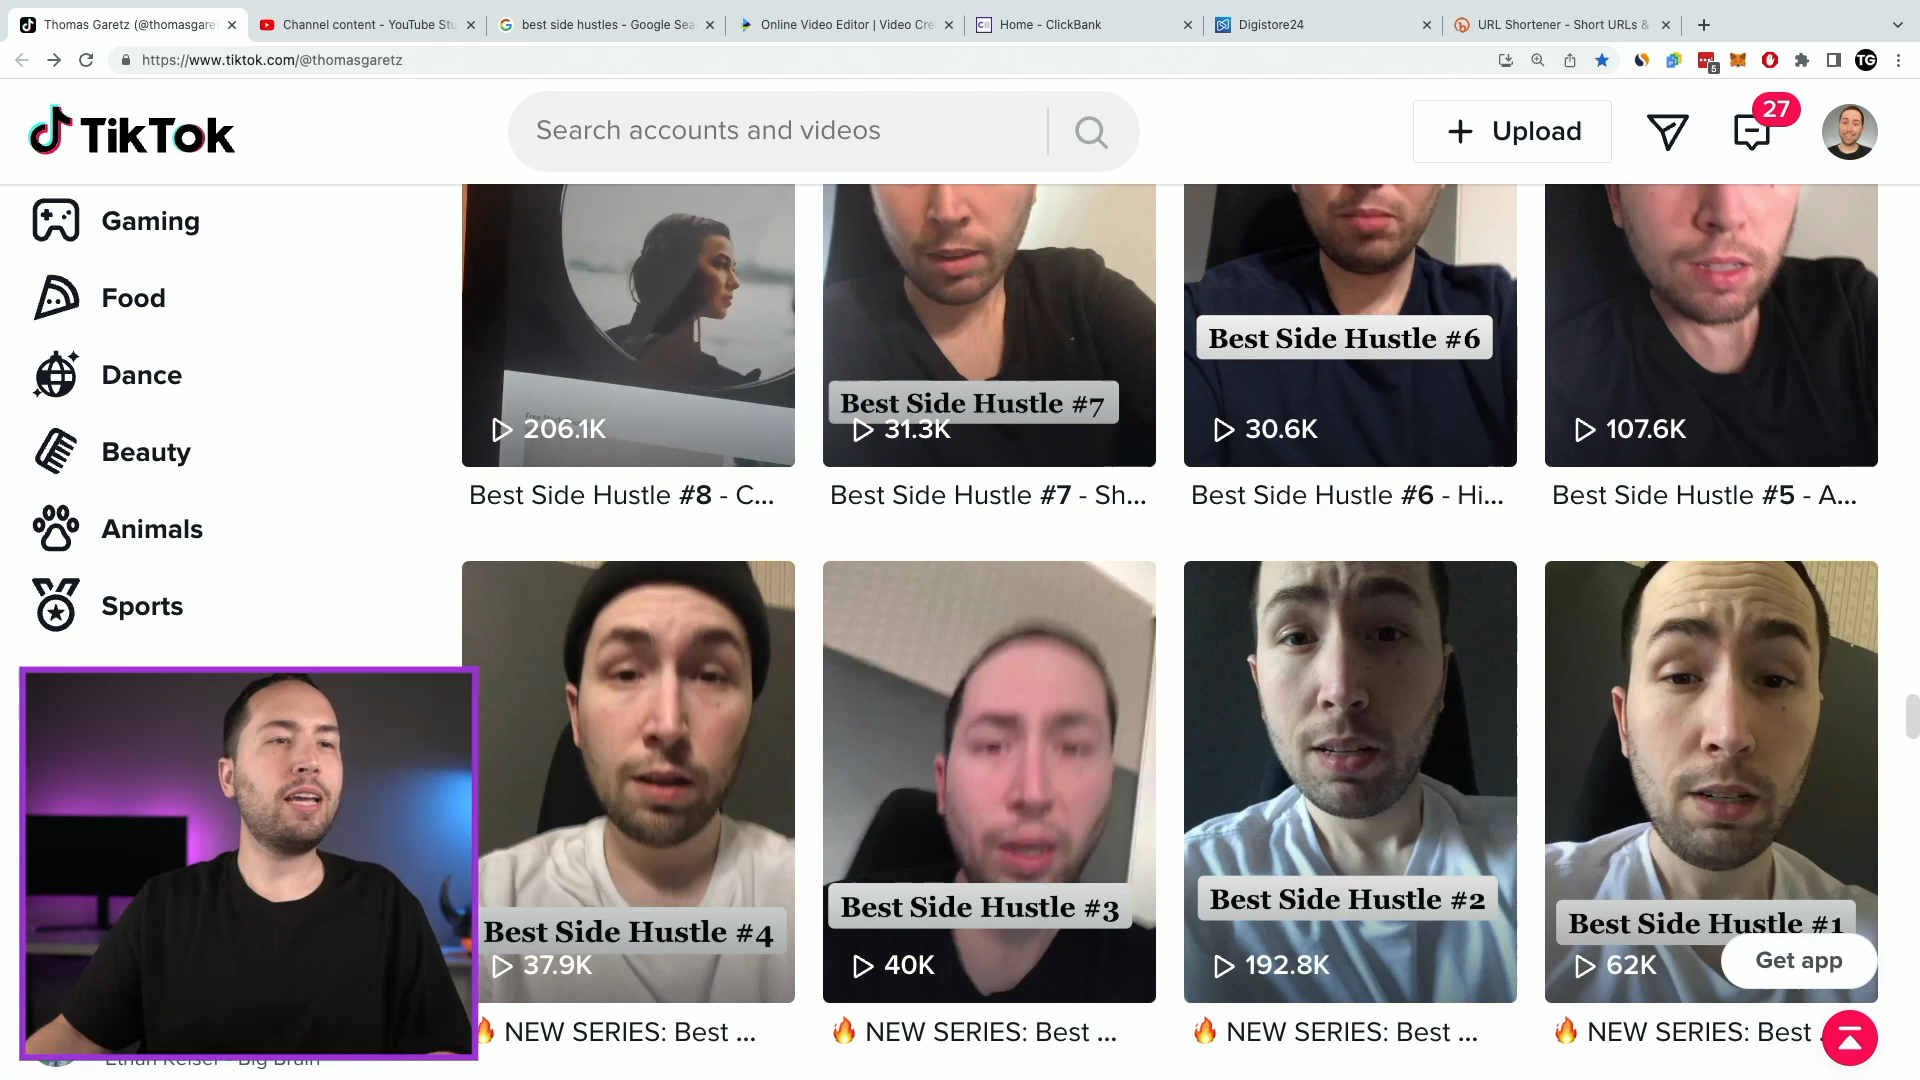 Thomas Garetz (@thomasgaret
Channel content - YouTube Stu
best side hustles - Google Sea
Online Video Editor | Video Cre
CB Home - ClickBank
Digistore24
URL Shortener - Short URLs &
https://www.tiktok.com/@thomasgaretz
5
TG
TikTok
Search accounts and videos
Upload
27
Gaming
Food
Dance
Beauty
Animals
Sports
206.1K
Best Side Hustle #7
31.3K
Best Side Hustle #6
30.6K
107.6K
Best Side Hustle #8 - C...
Best Side Hustle #7 - Sh...
Best Side Hustle #6 - Hi...
Best Side Hustle #5 - A...
Best Side Hustle #4
37.9K
Best Side Hustle #3
40K
Best Side Hustle #2
192.8K
Best Side Hustle #1
62K
Get app
NEW SERIES: Best ...
NEW SERIES: Best ...
NEW SERIES: Best ...
NEW SERIES: Best